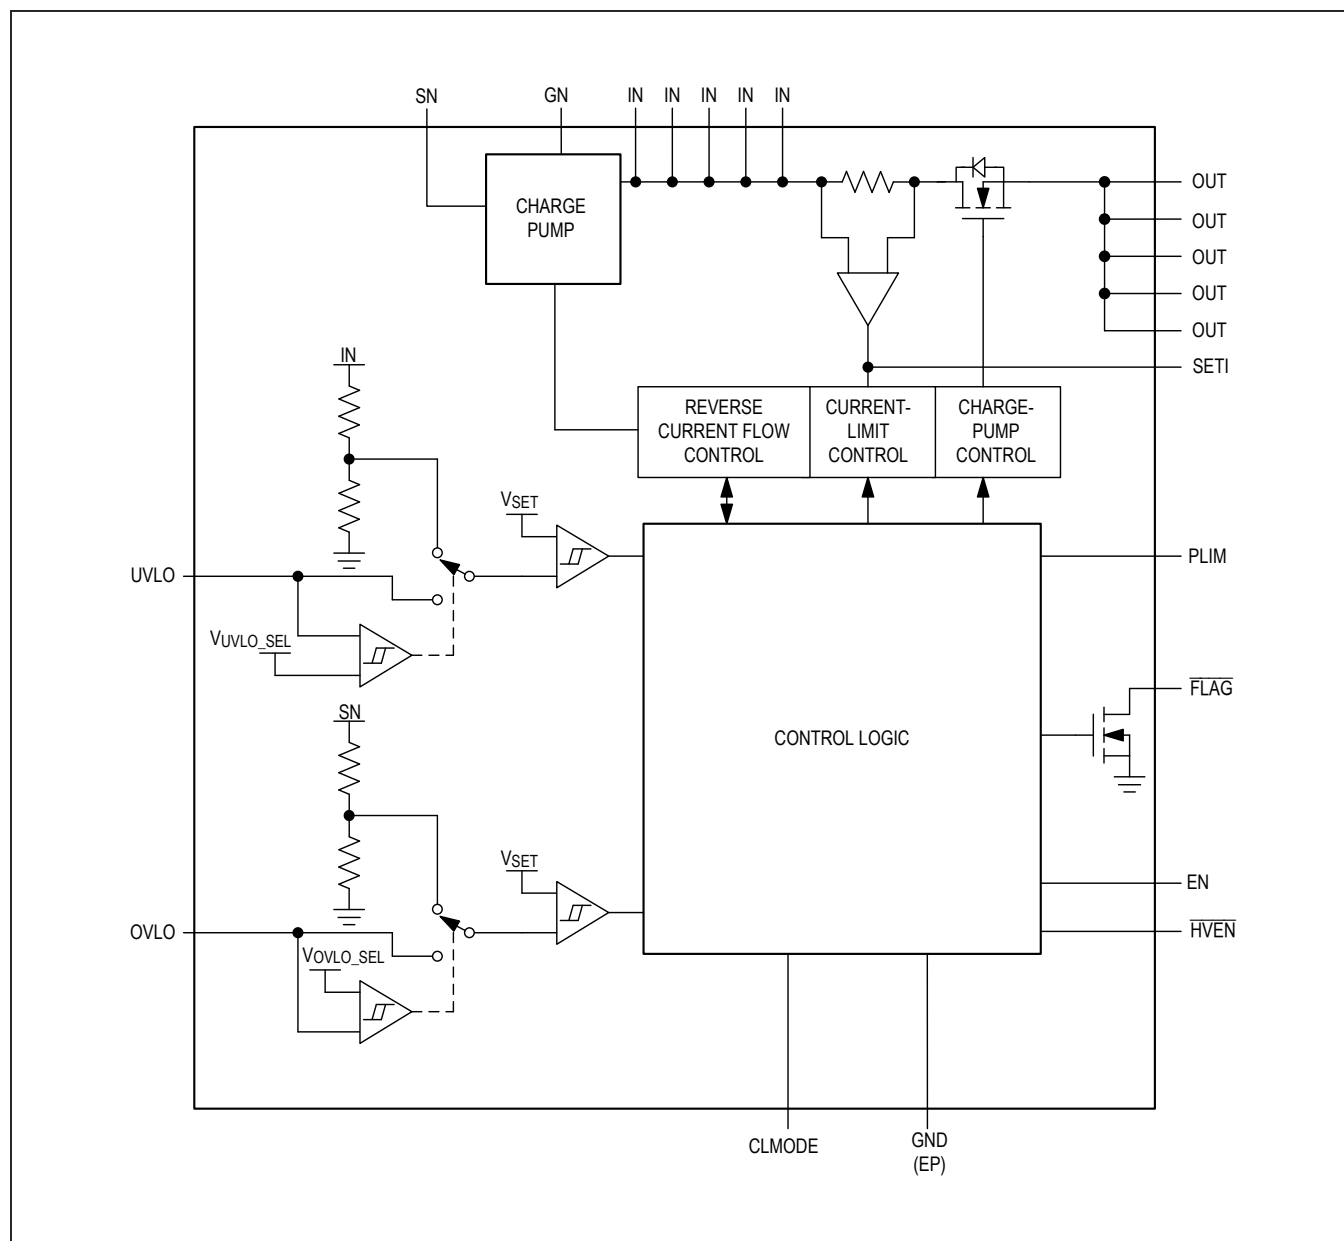 SN
GN
IN
IN
IN
IN
IN
CHARGE
PUMP
OUT
OUT
OUT
OUT
OUT
SETI
IN
REVERSE
CURRENT FLOW
CONTROL
CURRENT-
LIMIT
CONTROL
CHARGE-
PUMP
CONTROL
VSET
UVLO
PLIM
VUVLO_SEL
FLAG
SN
CONTROL LOGIC
VSET
EN
OVLO
HVEN
VOVLO_SEL
CLMODE
GND
(EP)